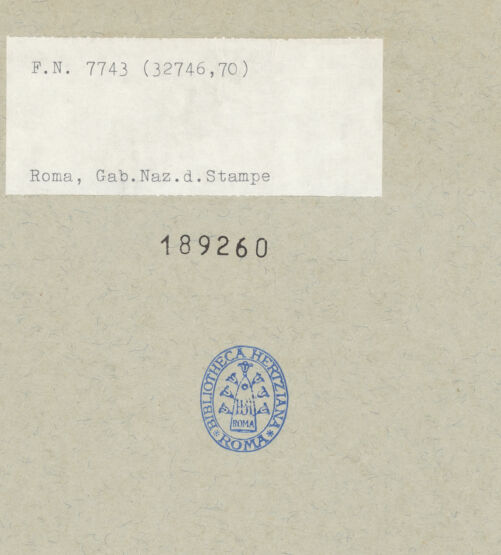 F.N. 7743 (32746,70)
Roma, Gab.Naz.d.Stampe
189260
BIBLIOTHECA HERTZIANA
ROMA
*ROMA*